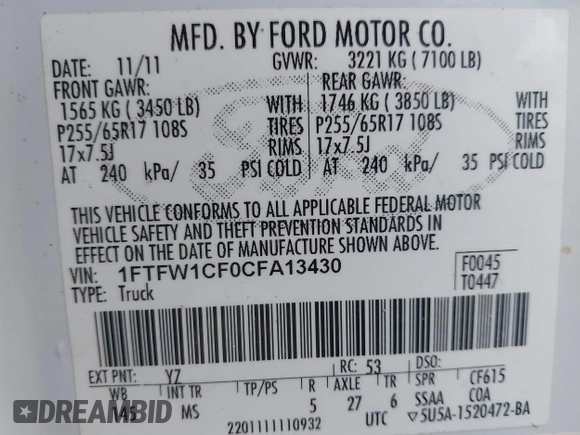 MFD. BY FORD MOTOR CO.
DATE: 11/11 GVWR: 3221 KG ( 7100 LB)
FRONT GAWR: REAR GAWR:
1565 KG ( 3450 LB) WITH 1746 KG ( 3850 LB) WITH
P255/65R17 108S TIRES P255/65R17 108S TIRES
17x7.5J RIMS 17x7.5J RIMS
AT 240 kPa/ 35 PSI COLD AT 240 kPa/ 35 PSI COLD
Ford
THIS VEHICLE CONFORMS TO ALL APPLICABLE FEDERAL MOTOR
VEHICLE SAFETY AND THEFT PREVENTION STANDARDS IN
EFFECT ON THE DATE OF MANUFACTURE SHOWN ABOVE.
VIN: 1FTFW1CF0CFA13430 F0045
TYPE: Truck T0447
EXT PNT: YZ RC: 53 DSO:
WB INT TR TP/PS R AXLE TR SPR CF615
145 MS 5 27 6 SSAA COA
2201111110932 UTC 5U5A-1520472-BA
DREAMBID